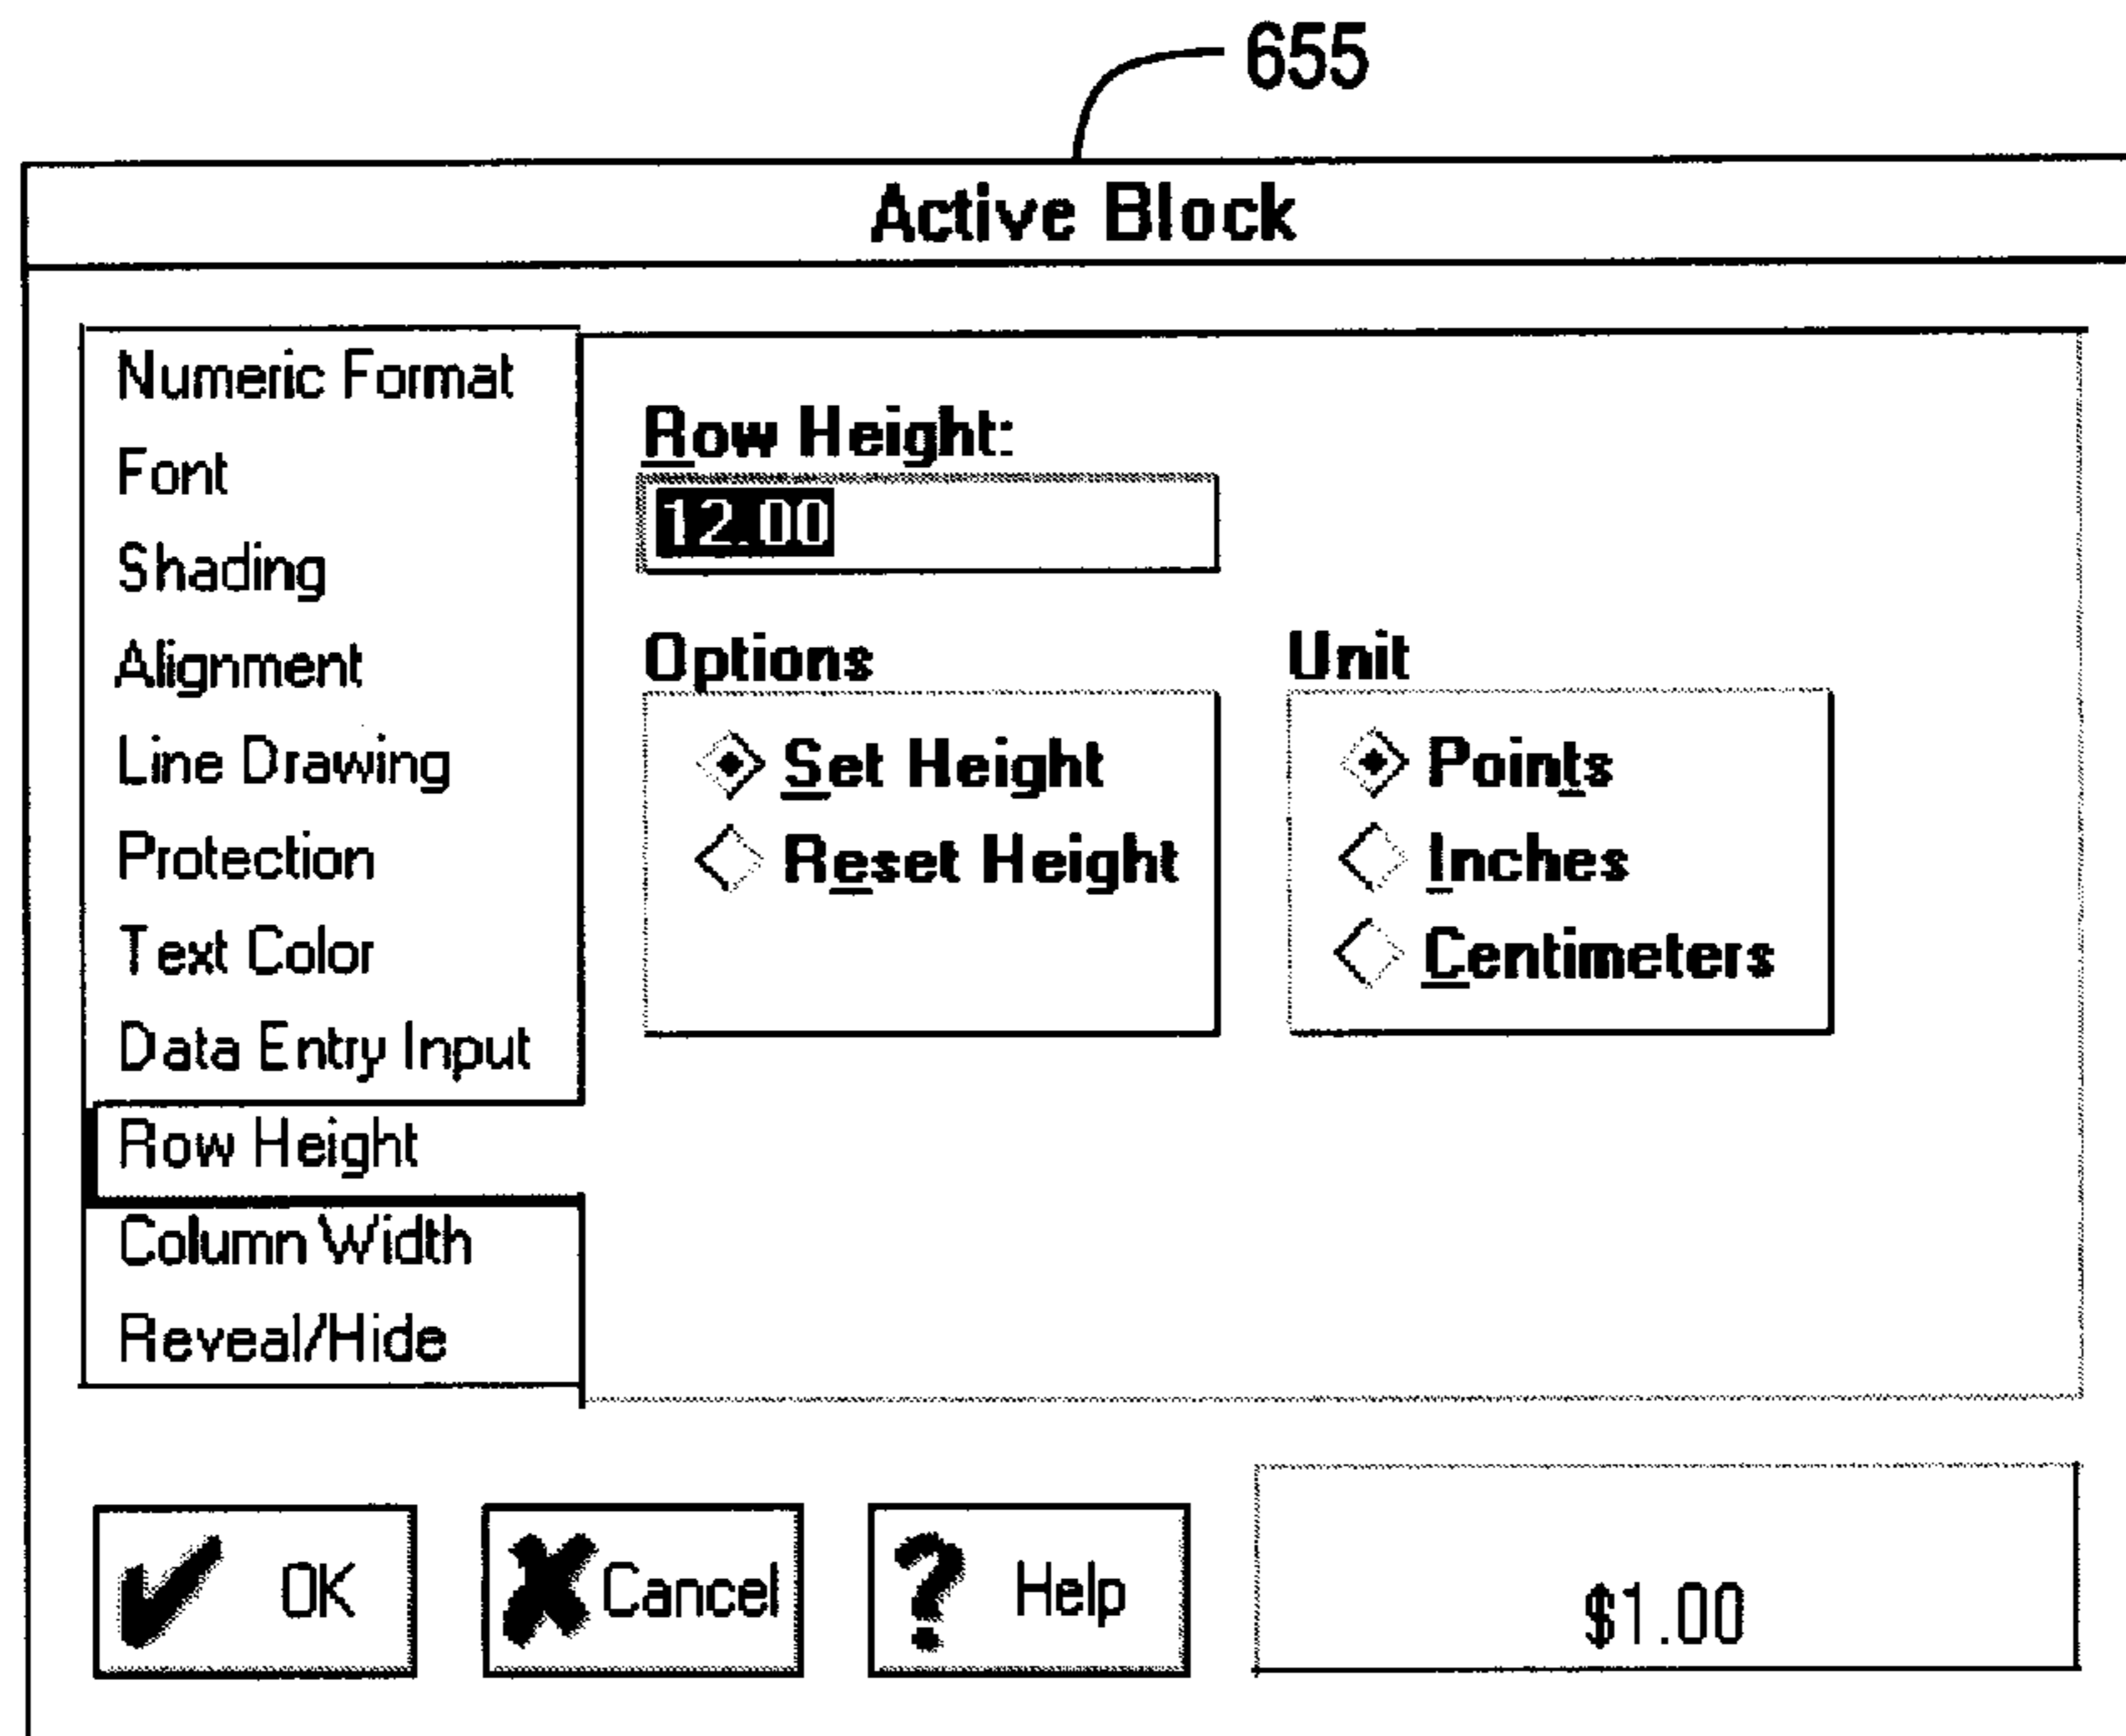 655
Active Block
Numeric Format
Font
Shading
Alignment
Line Drawing
Protection
Text Color
Data Entry Input
Row Height
Column Width
Reveal/Hide
Row Height:
12.00
Options
Set Height
Reset Height
Unit
Points
Inches
Centimeters
OK
Cancel
Help
$1.00